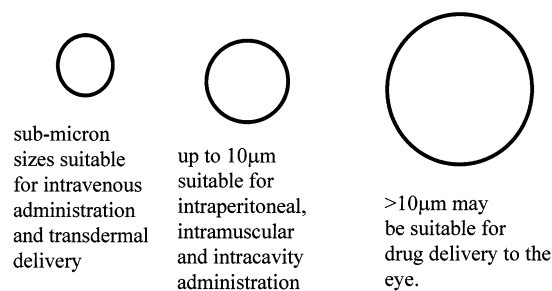 sub-micron
sizes suitable
for intravenous
administration
and transdermal
delivery
up to 10μm
suitable for
intraperitoneal,
intramuscular
and intracavity
administration
>10μm may
be suitable for
drug delivery to the
eye.